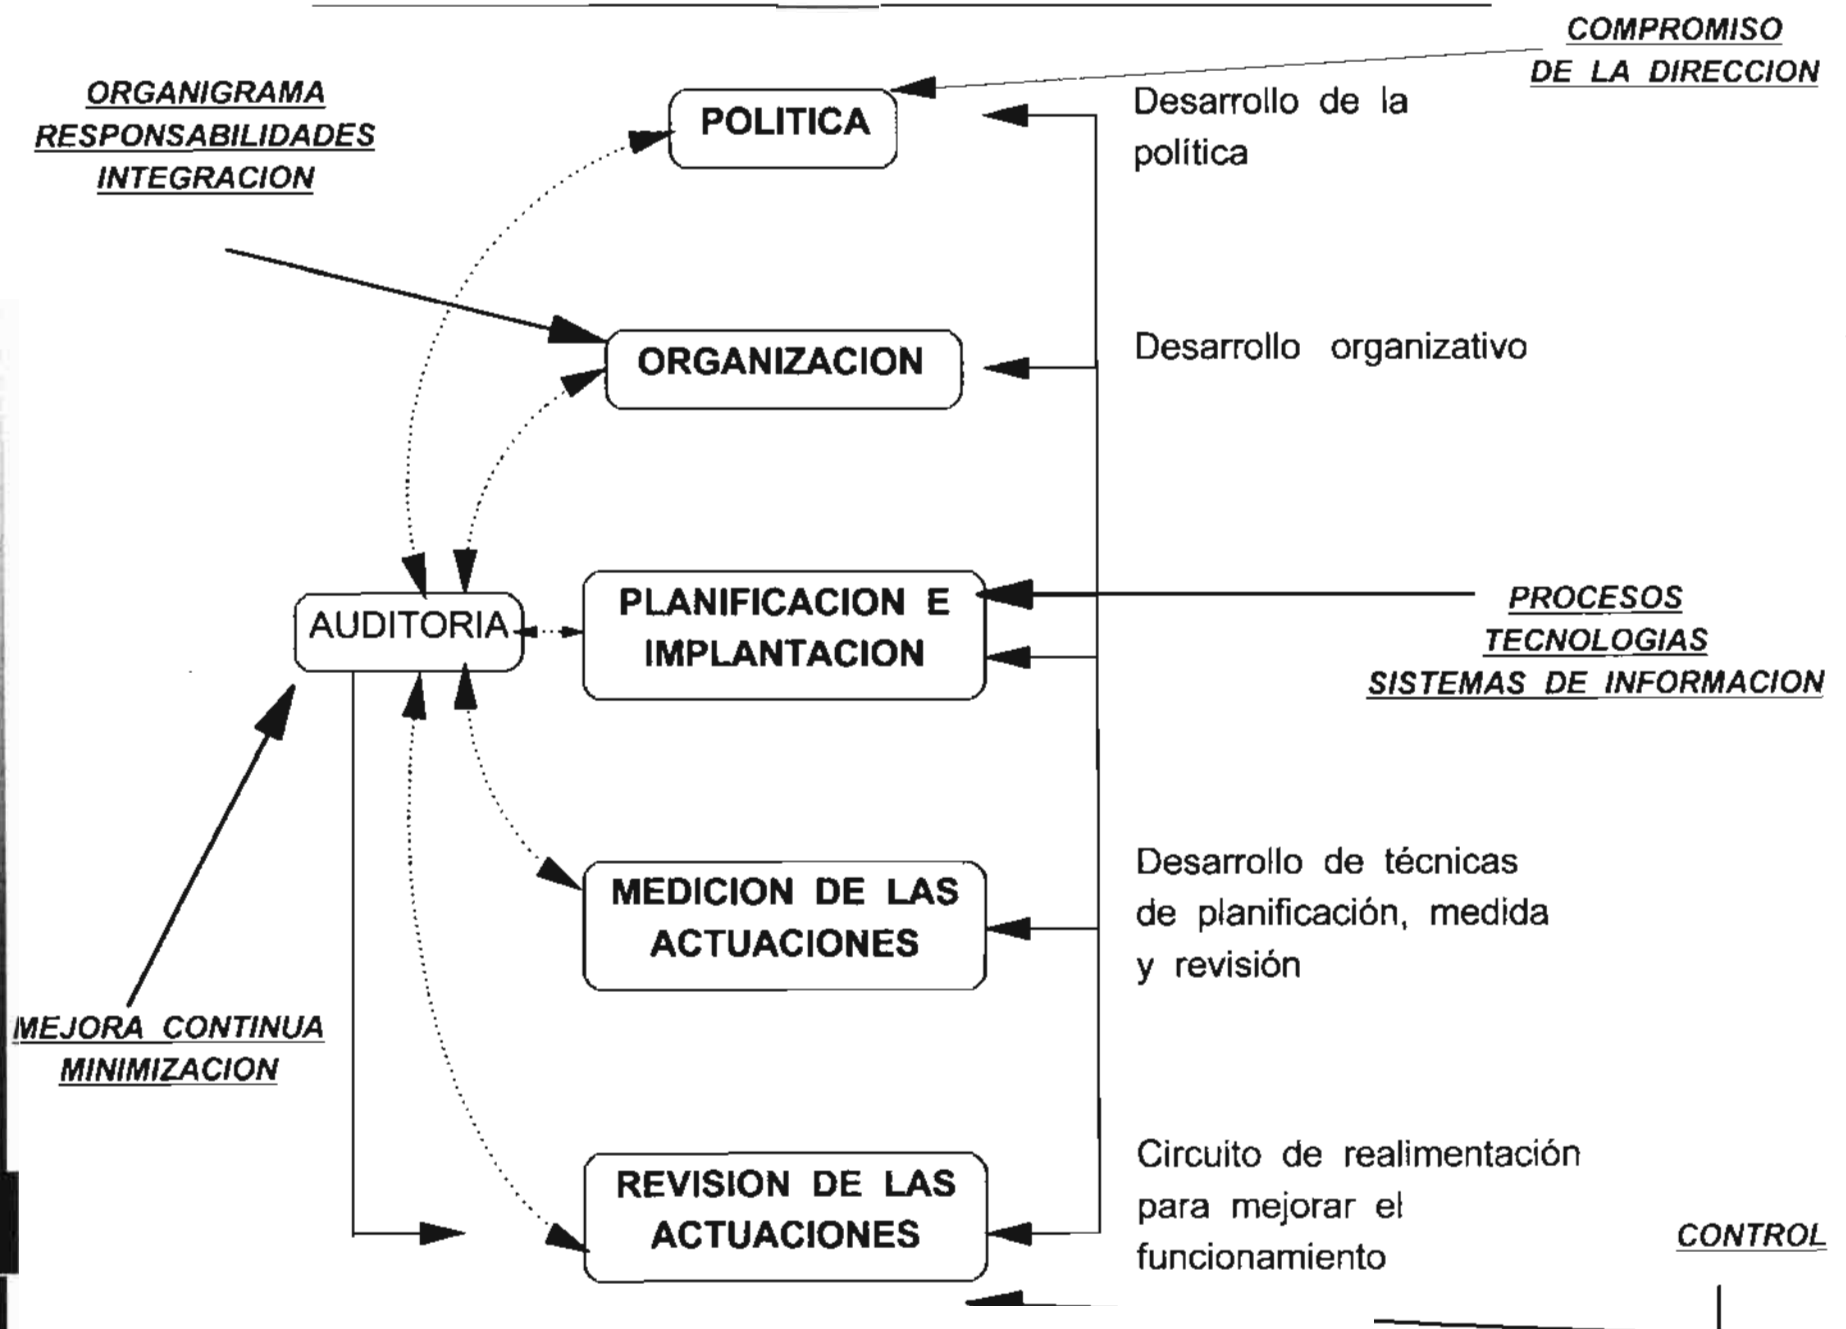 COMPROMISO
DE LA DIRECCION
ORGANIGRAMA
RESPONSABILIDADES
INTEGRACION
POLITICA
Desarrollo de la
política
ORGANIZACION
Desarrollo organizativo
AUDITORIA
PLANIFICACION E
IMPLANTACION
PROCESOS
TECNOLOGIAS
SISTEMAS DE INFORMACION
MEDICION DE LAS
ACTUACIONES
Desarrollo de técnicas
de planificación, medida
y revisión
MEJORA CONTINUA
MINIMIZACION
REVISION DE LAS
ACTUACIONES
Circuito de realimentación
para mejorar el
funcionamiento
CONTROL